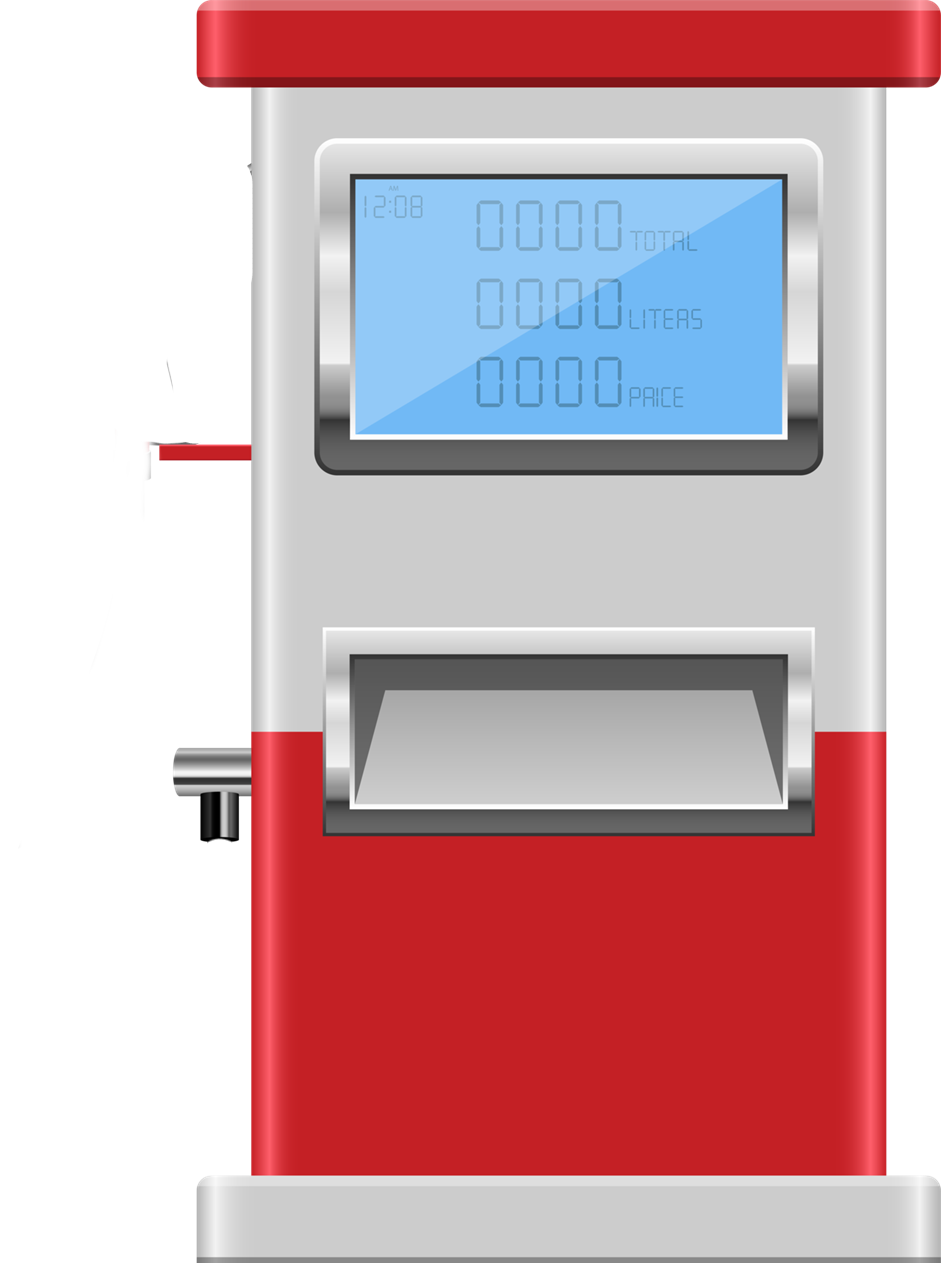 AM
12:08
0000 TOTAL
0000 LITERS
0000 PRICE